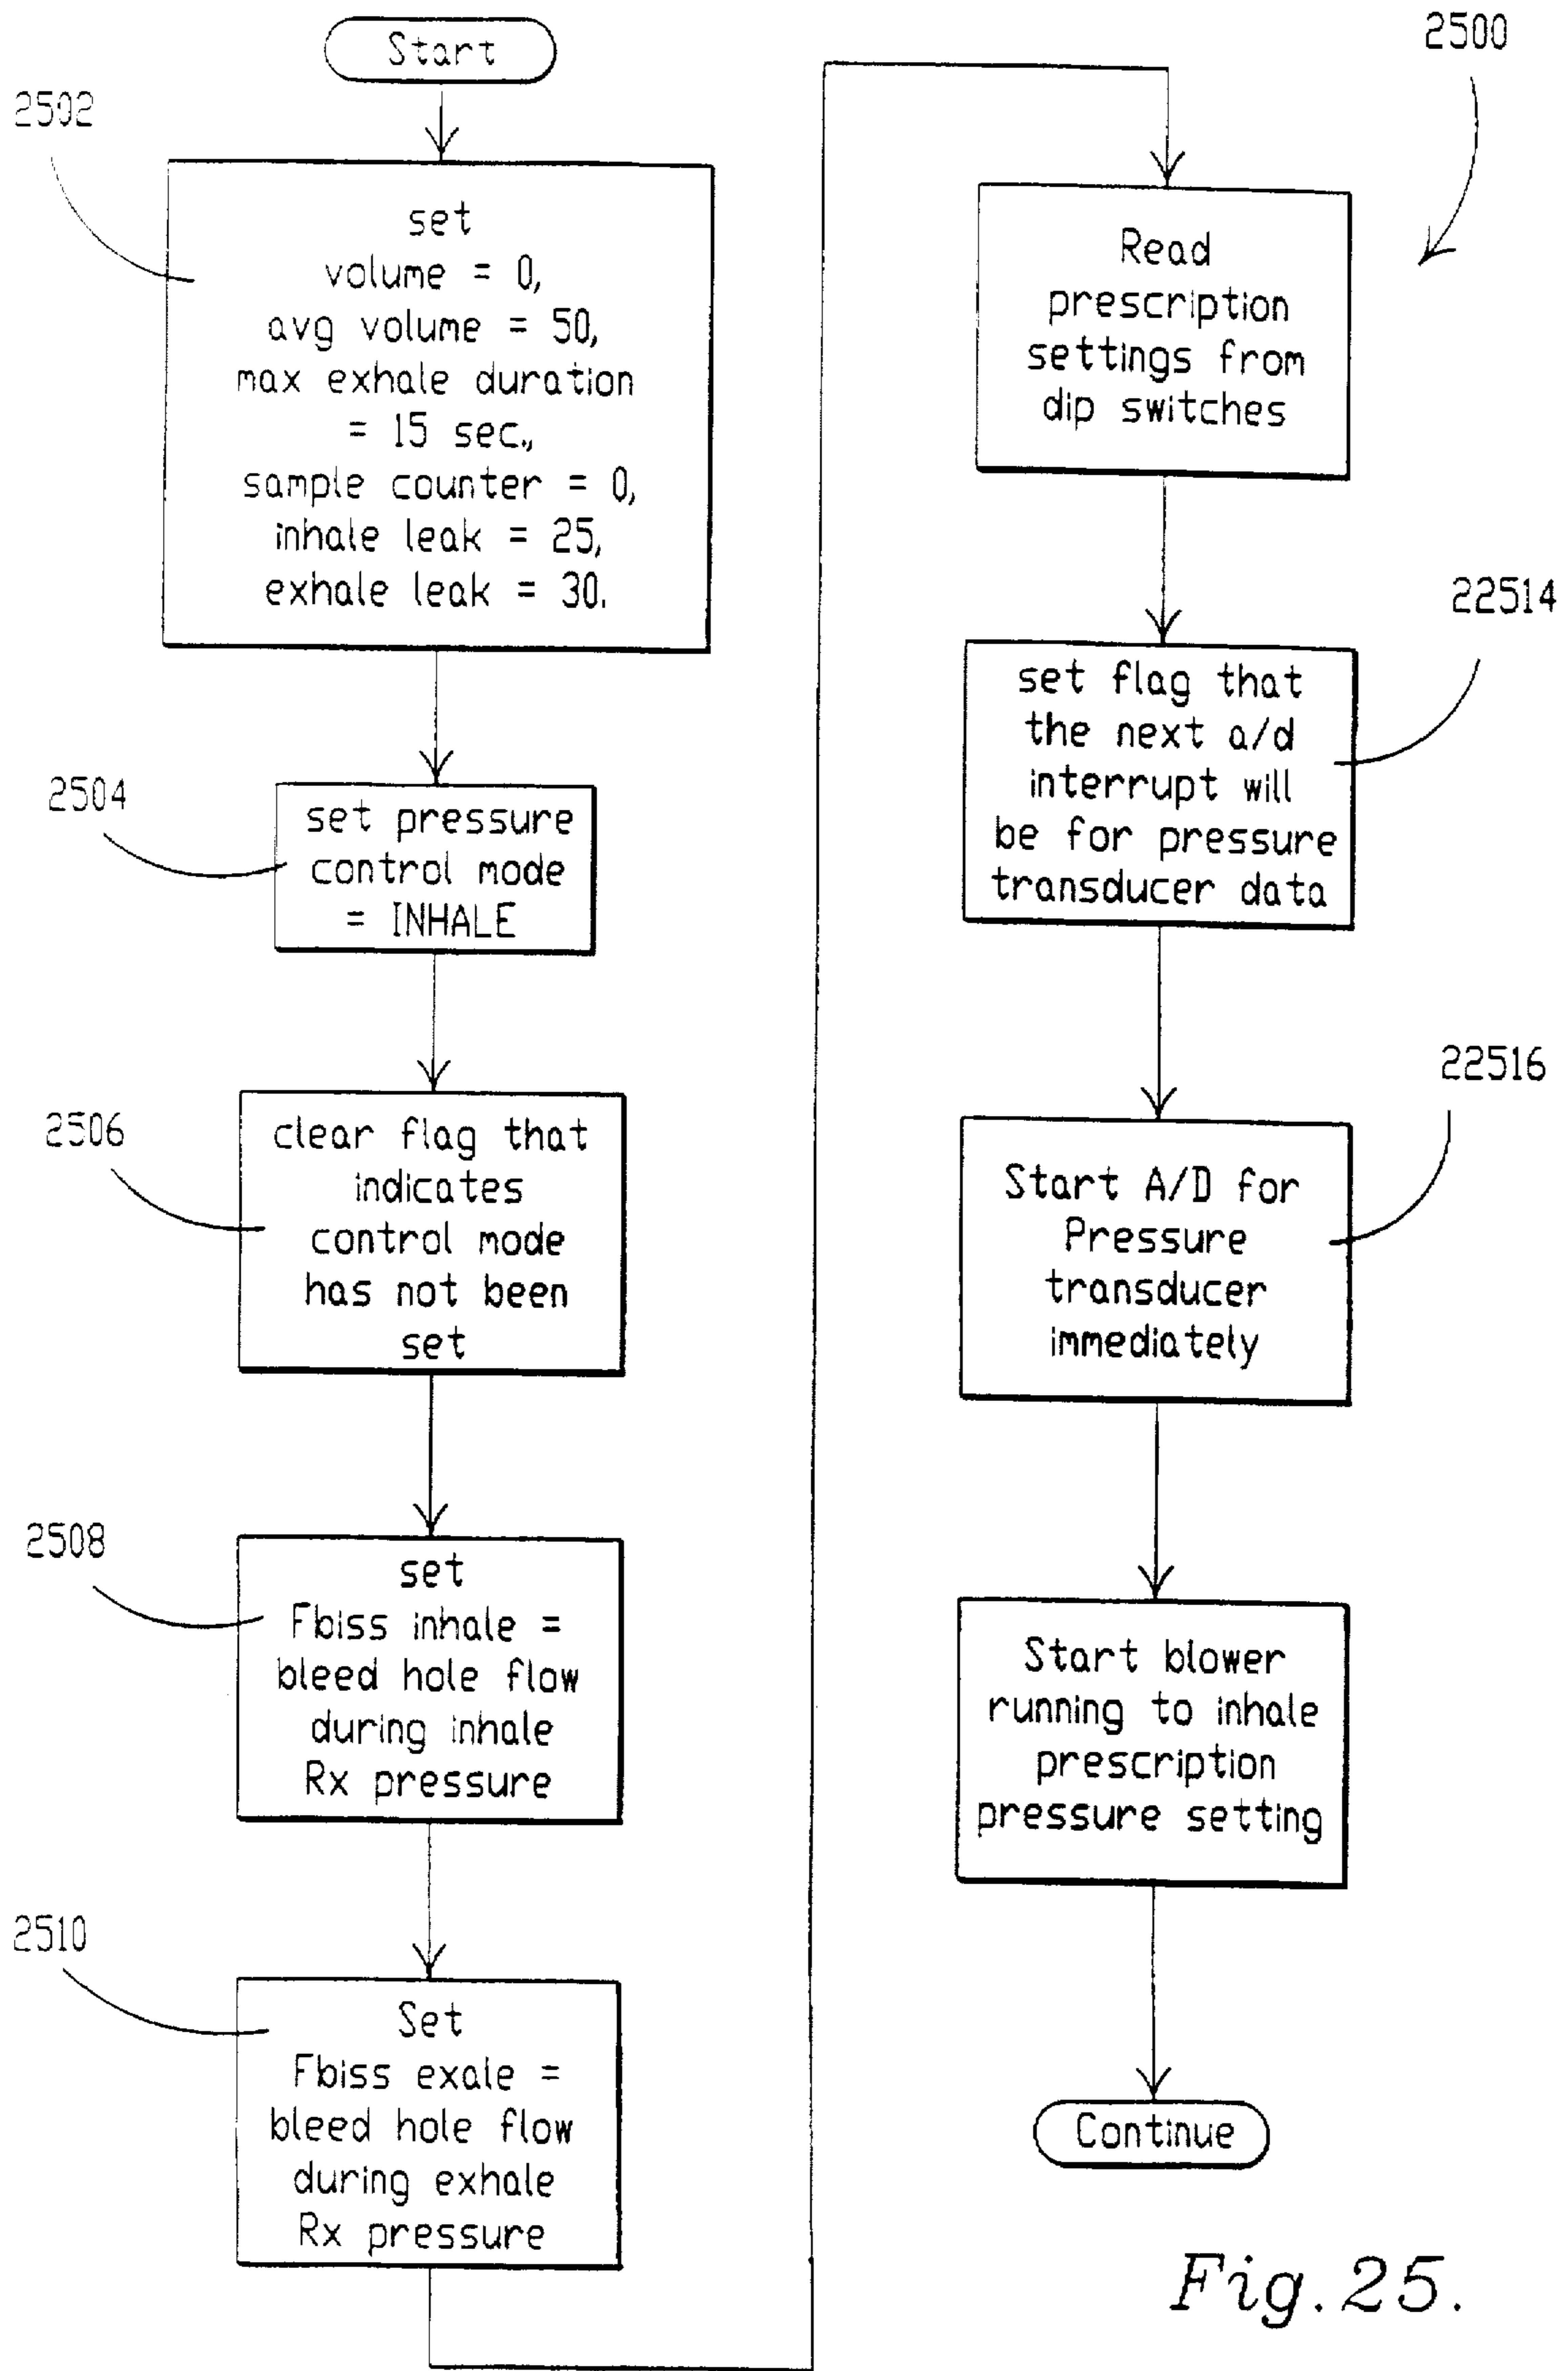 Start
2502
set
volume = 0,
avg volume = 50,
max exhale duration
= 15 sec.,
sample counter = 0,
inhale leak = 25,
exhale leak = 30.
2504
set pressure
control mode
= INHALE
2506
clear flag that
indicates
control mode
has not been
set
2508
set
Fbiss inhale =
bleed hole flow
during inhale
Rx pressure
2510
Set
Fbiss exale =
bleed hole flow
during exhale
Rx pressure
2500
Read
prescription
settings from
dip switches
22514
set flag that
the next a/d
interrupt will
be for pressure
transducer data
22516
Start A/D for
Pressure
transducer
immediately
Start blower
running to inhale
prescription
pressure setting
Continue
Fig. 25.